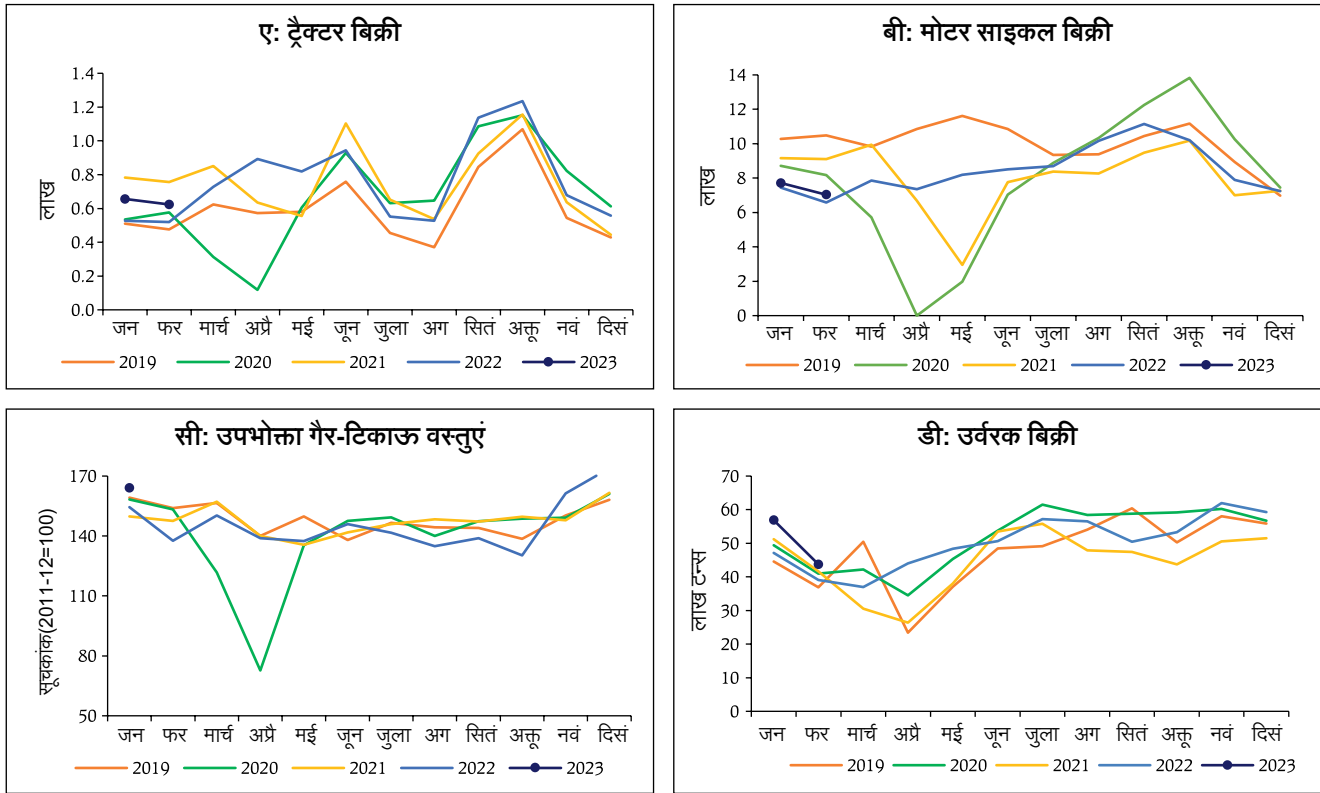 ए: ट्रैक्टर बिक्री
लाख
1.4
1.2
1.0
0.8
0.6
0.4
0.2
0.0
जन फर मार्च अप्रै मई जून जुला अग सितं अक्तू नवं दिसं
2019 2020 2021 2022 2023
बी: मोटर साइकल बिक्री
लाख
14
12
10
8
6
4
2
0
जन फर मार्च अप्रै मई जून जुला अग सितं अक्तू नवं दिसं
2019 2020 2021 2022 2023
सी: उपभोक्ता गैर-टिकाऊ वस्तुएं
सूचकांक(2011-12=100)
170
140
110
80
50
जन फर मार्च अप्रै मई जून जुला अग सितं अक्तू नवं दिसं
2019 2020 2021 2022 2023
डी: उर्वरक बिक्री
लाख टन्स
70
60
50
40
30
20
10
0
जन फर मार्च अप्रै मई जून जुला अग सितं अक्तू नवं दिसं
2019 2020 2021 2022 2023